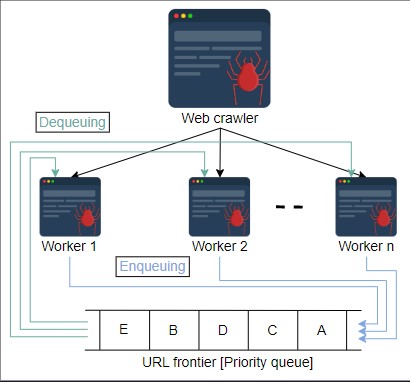 Web crawler
Dequeuing
Worker 1
Worker 2
Worker n
Enqueuing
E B D C A
URL frontier [Priority queue]